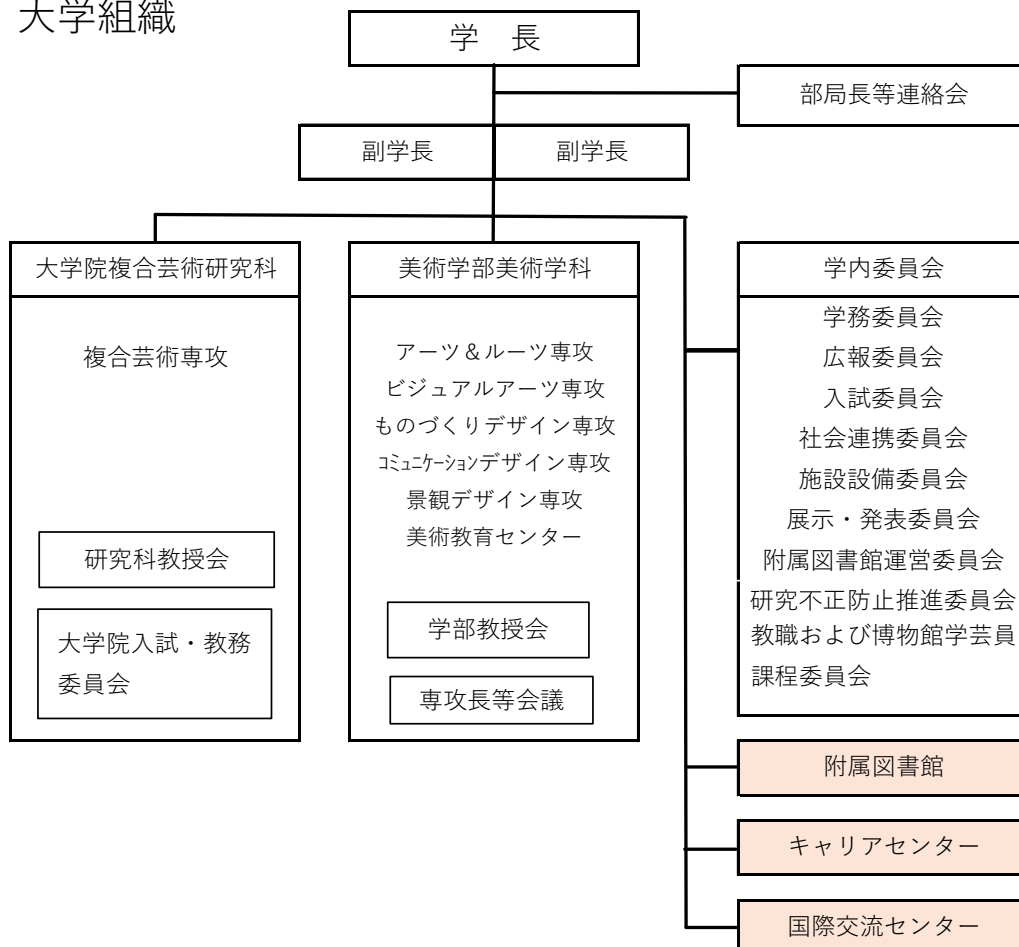 大学組織
学　長
部局長等連絡会
副学長
副学長
大学院複合芸術研究科
複合芸術専攻
研究科教授会
大学院入試・教務
委員会
美術学部美術学科
アーツ＆ルーツ専攻
ビジュアルアーツ専攻
ものづくりデザイン専攻
ｺﾐｭﾆｹｰｼｮﾝデザイン専攻
景観デザイン専攻
美術教育センター
学部教授会
専攻長等会議
学内委員会
学務委員会
広報委員会
入試委員会
社会連携委員会
施設設備委員会
展示・発表委員会
附属図書館運営委員会
研究不正防止推進委員会
教職および博物館学芸員
課程委員会
附属図書館
キャリアセンター
国際交流センター